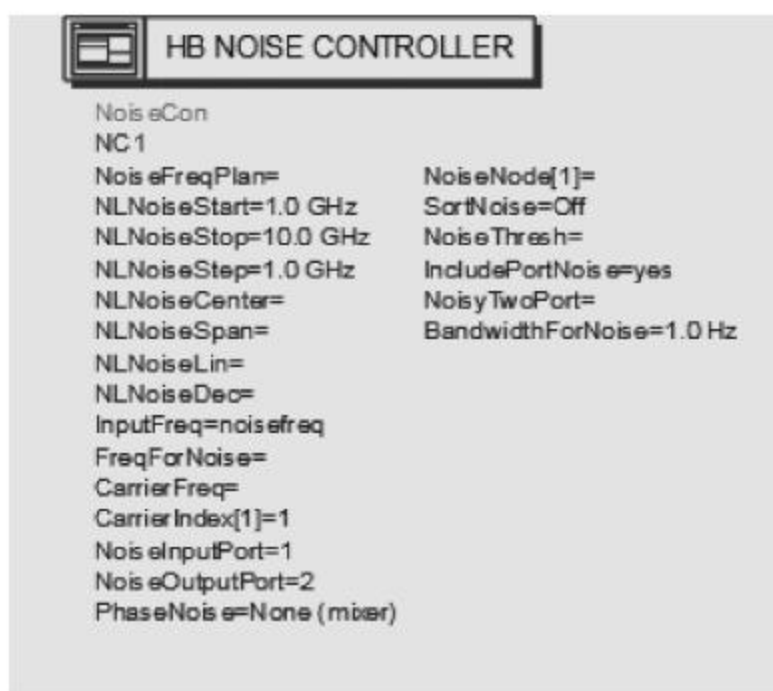 HB NOISE CONTROLLER
NoiseCon
NC1
NoiseFreqPlan=
NLNoiseStart=1.0 GHz
NLNoiseStop=10.0 GHz
NLNoiseStep=1.0 GHz
NLNoiseCenter=
NLNoiseSpan=
NLNoiseLin=
NLNoiseDec=
InputFreq=noisefreq
FreqForNoise=
CarrierFreq=
CarrierIndex[1]=1
NoiseInputPort=1
NoiseOutputPort=2
PhaseNoise=None (mixer)
NoiseNode[1]=
SortNoise=Off
NoiseThresh=
IncludePortNoise=yes
NoisyTwoPort=
BandwidthForNoise=1.0 Hz